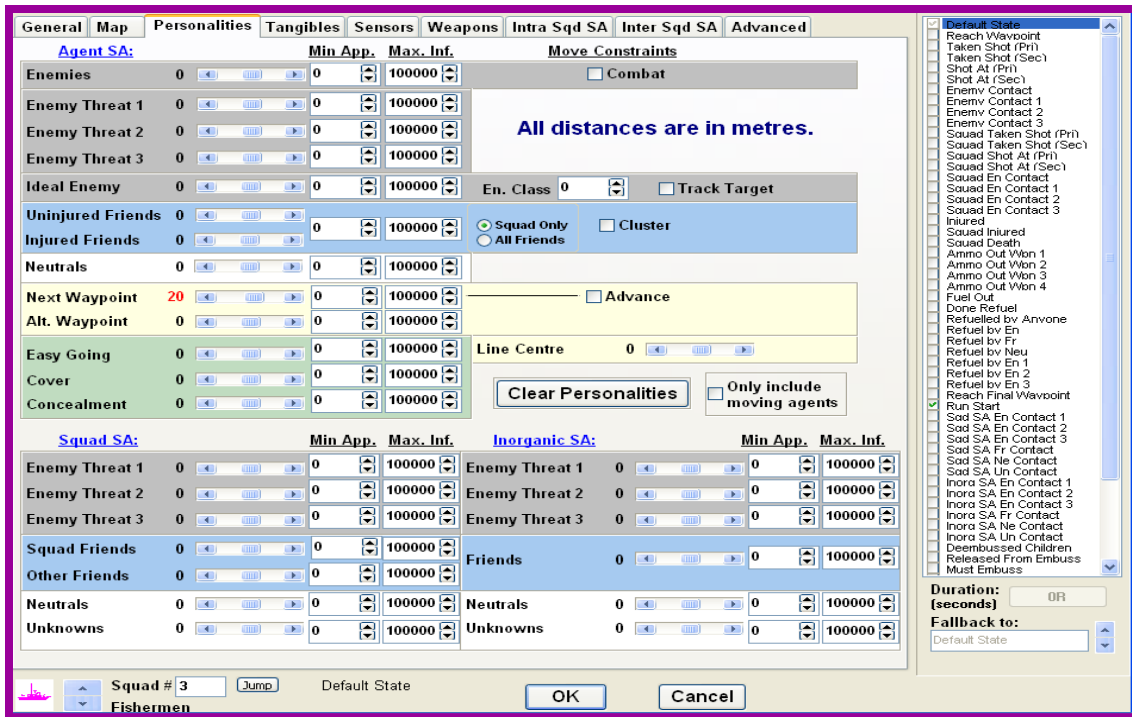 General Map Personalities Tangibles Sensors Weapons Intra Sqd SA Inter Sqd SA Advanced
Agent SA: Min App. Max. Inf. Move Constraints
Enemies 0 0 100000 Combat
Enemy Threat 1 0 0 100000
Enemy Threat 2 0 0 100000
All distances are in metres.
Enemy Threat 3 0 0 100000
Ideal Enemy 0 0 100000 En. Class 0 Track Target
Uninjured Friends 0
0 100000 Squad Only Cluster
Injured Friends 0 All Friends
Neutrals 0 0 100000
Next Waypoint 20 0 100000 Advance
Alt. Waypoint 0 0 100000
Easy Going 0 0 100000 Line Centre 0
Cover 0 0 100000
Clear Personalities Only include
moving agents
Concealment 0 0 100000
Squad SA: Min App. Max. Inf. Inorganic SA: Min App. Max. Inf.
Enemy Threat 1 0 0 100000 Enemy Threat 1 0 0 100000
Enemy Threat 2 0 0 100000 Enemy Threat 2 0 0 100000
Enemy Threat 3 0 0 100000 Enemy Threat 3 0 0 100000
Squad Friends 0 0 100000
Friends 0 0 100000
Other Friends 0 0 100000
Neutrals 0 0 100000 Neutrals 0 0 100000
Unknowns 0 0 100000 Unknowns 0 0 100000
Squad # 3 Jump Default State OK Cancel
Fishermen
Default State
Reach Waypoint
Taken Shot (Pri)
Taken Shot (Sec)
Shot At (Pri)
Shot At (Sec)
Enemy Contact
Enemy Contact 1
Enemy Contact 2
Enemy Contact 3
Squad Taken Shot (Pri)
Squad Taken Shot (Sec)
Squad Shot At (Pri)
Squad Shot At (Sec)
Squad En Contact
Squad En Contact 1
Squad En Contact 2
Squad En Contact 3
Injured
Squad Injured
Squad Death
Ammo Out Wpn 1
Ammo Out Wpn 2
Ammo Out Wpn 3
Ammo Out Wpn 4
Fuel Out
Done Refuel
Refuelled by Anyone
Refuel by En
Refuel by Fr
Refuel by Neu
Refuel by En 1
Refuel by En 2
Refuel by En 3
Reach Final Waypoint
Run Start
Sqd SA En Contact 1
Sqd SA En Contact 2
Sqd SA En Contact 3
Sqd SA Fr Contact
Sqd SA Ne Contact
Sqd SA Un Contact
Inorg SA En Contact 1
Inorg SA En Contact 2
Inorg SA En Contact 3
Inorg SA Fr Contact
Inorg SA Ne Contact
Inorg SA Un Contact
Deembussed Children
Released From Embuss
Must Embuss
Duration:
(seconds) OR
Fallback to:
Default State